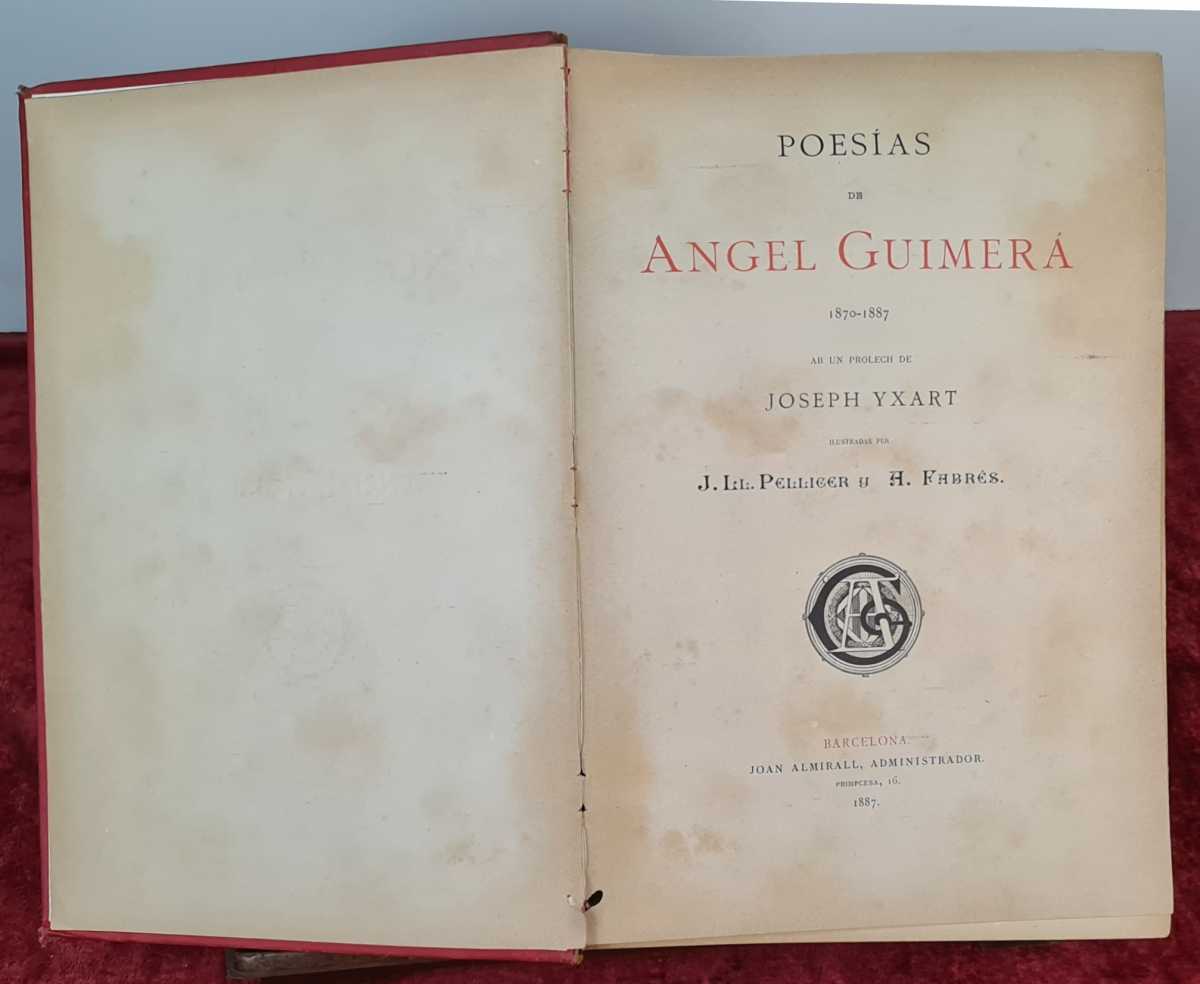 POESÍAS
DE
ANGEL GUIMERÁ
1870-1887
AB UN PROLECH DE
JOSEPH YXART
ILUSTRADAS PER
J. LL. PELLICER y A. FABRÉS.
BARCELONA.
JOAN ALMIRALL, ADMINISTRADOR.
PRIMPCESA, 16.
1887.